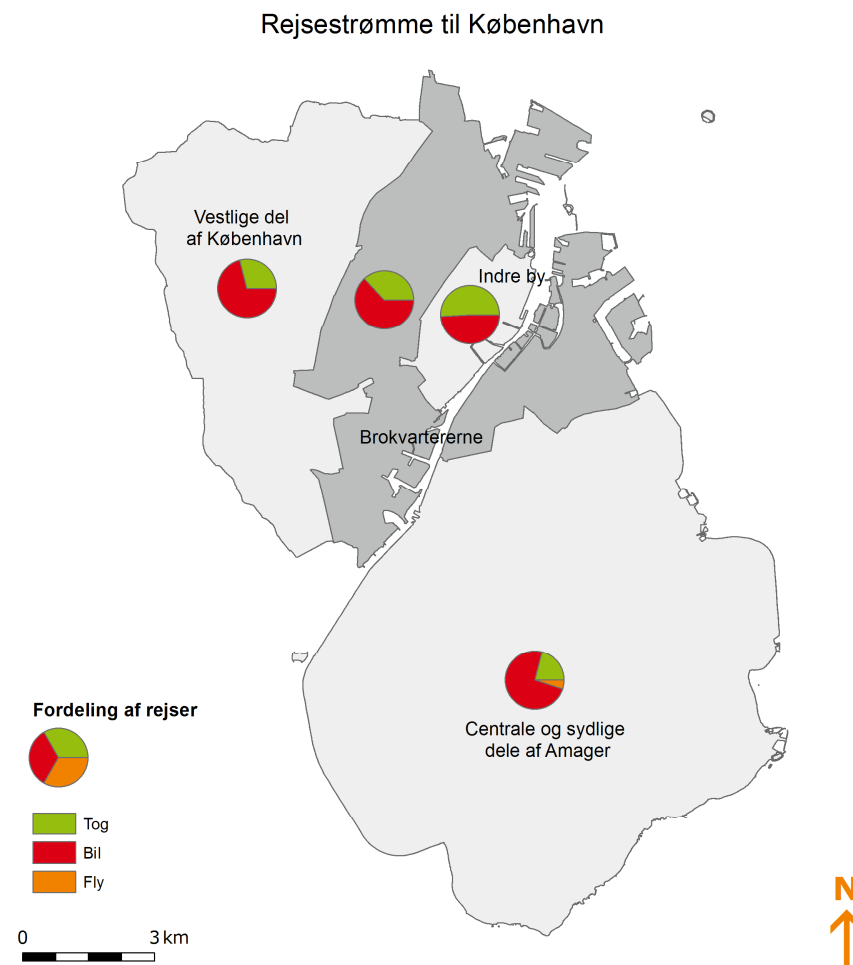 Rejsestrømme til København
Vestlige del
af København
Indre by
Brokvartererne
Centrale og sydlige
dele af Amager
Fordeling af rejser
Tog
Bil
Fly
0 3 km
N